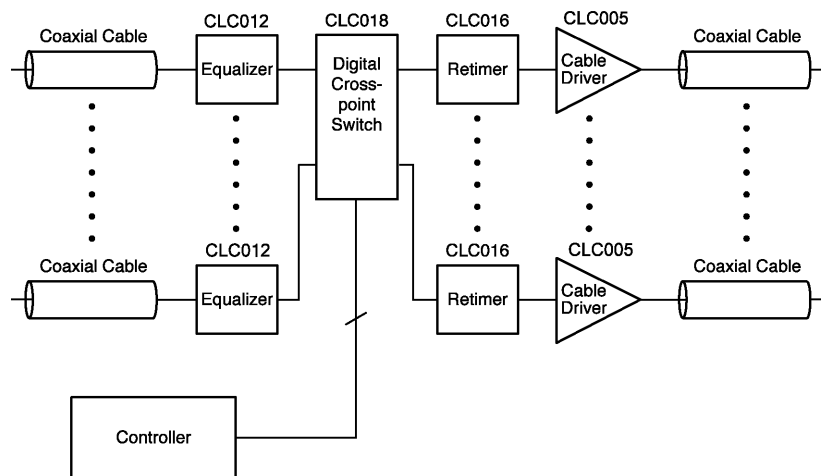 CLC012
CLC018
CLC016
CLC005
Coaxial Cable
Equalizer
Digital
Cross-
point
Switch
Retimer
Cable
Driver
Coaxial Cable
CLC012
CLC016
CLC005
Coaxial Cable
Equalizer
Retimer
Cable
Driver
Coaxial Cable
Controller